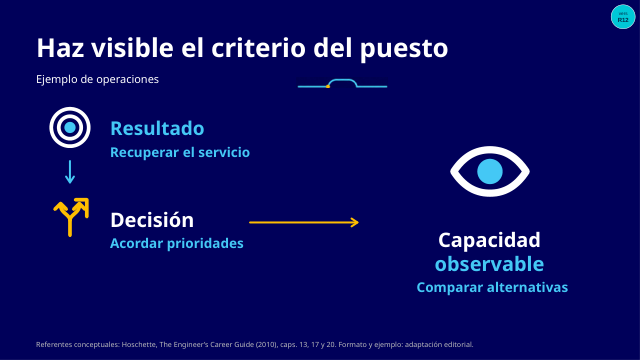 Haz visible el criterio del puesto
R12
Ejemplo de operaciones
Resultado
Recuperar el servicio
Decisión
Acordar prioridades
Capacidad
observable
Comparar alternativas
Referentes conceptuales: Hoschette, The Engineer's Career Guide (2010), caps. 13, 17 y 20. Formato y ejemplo: adaptación editorial.